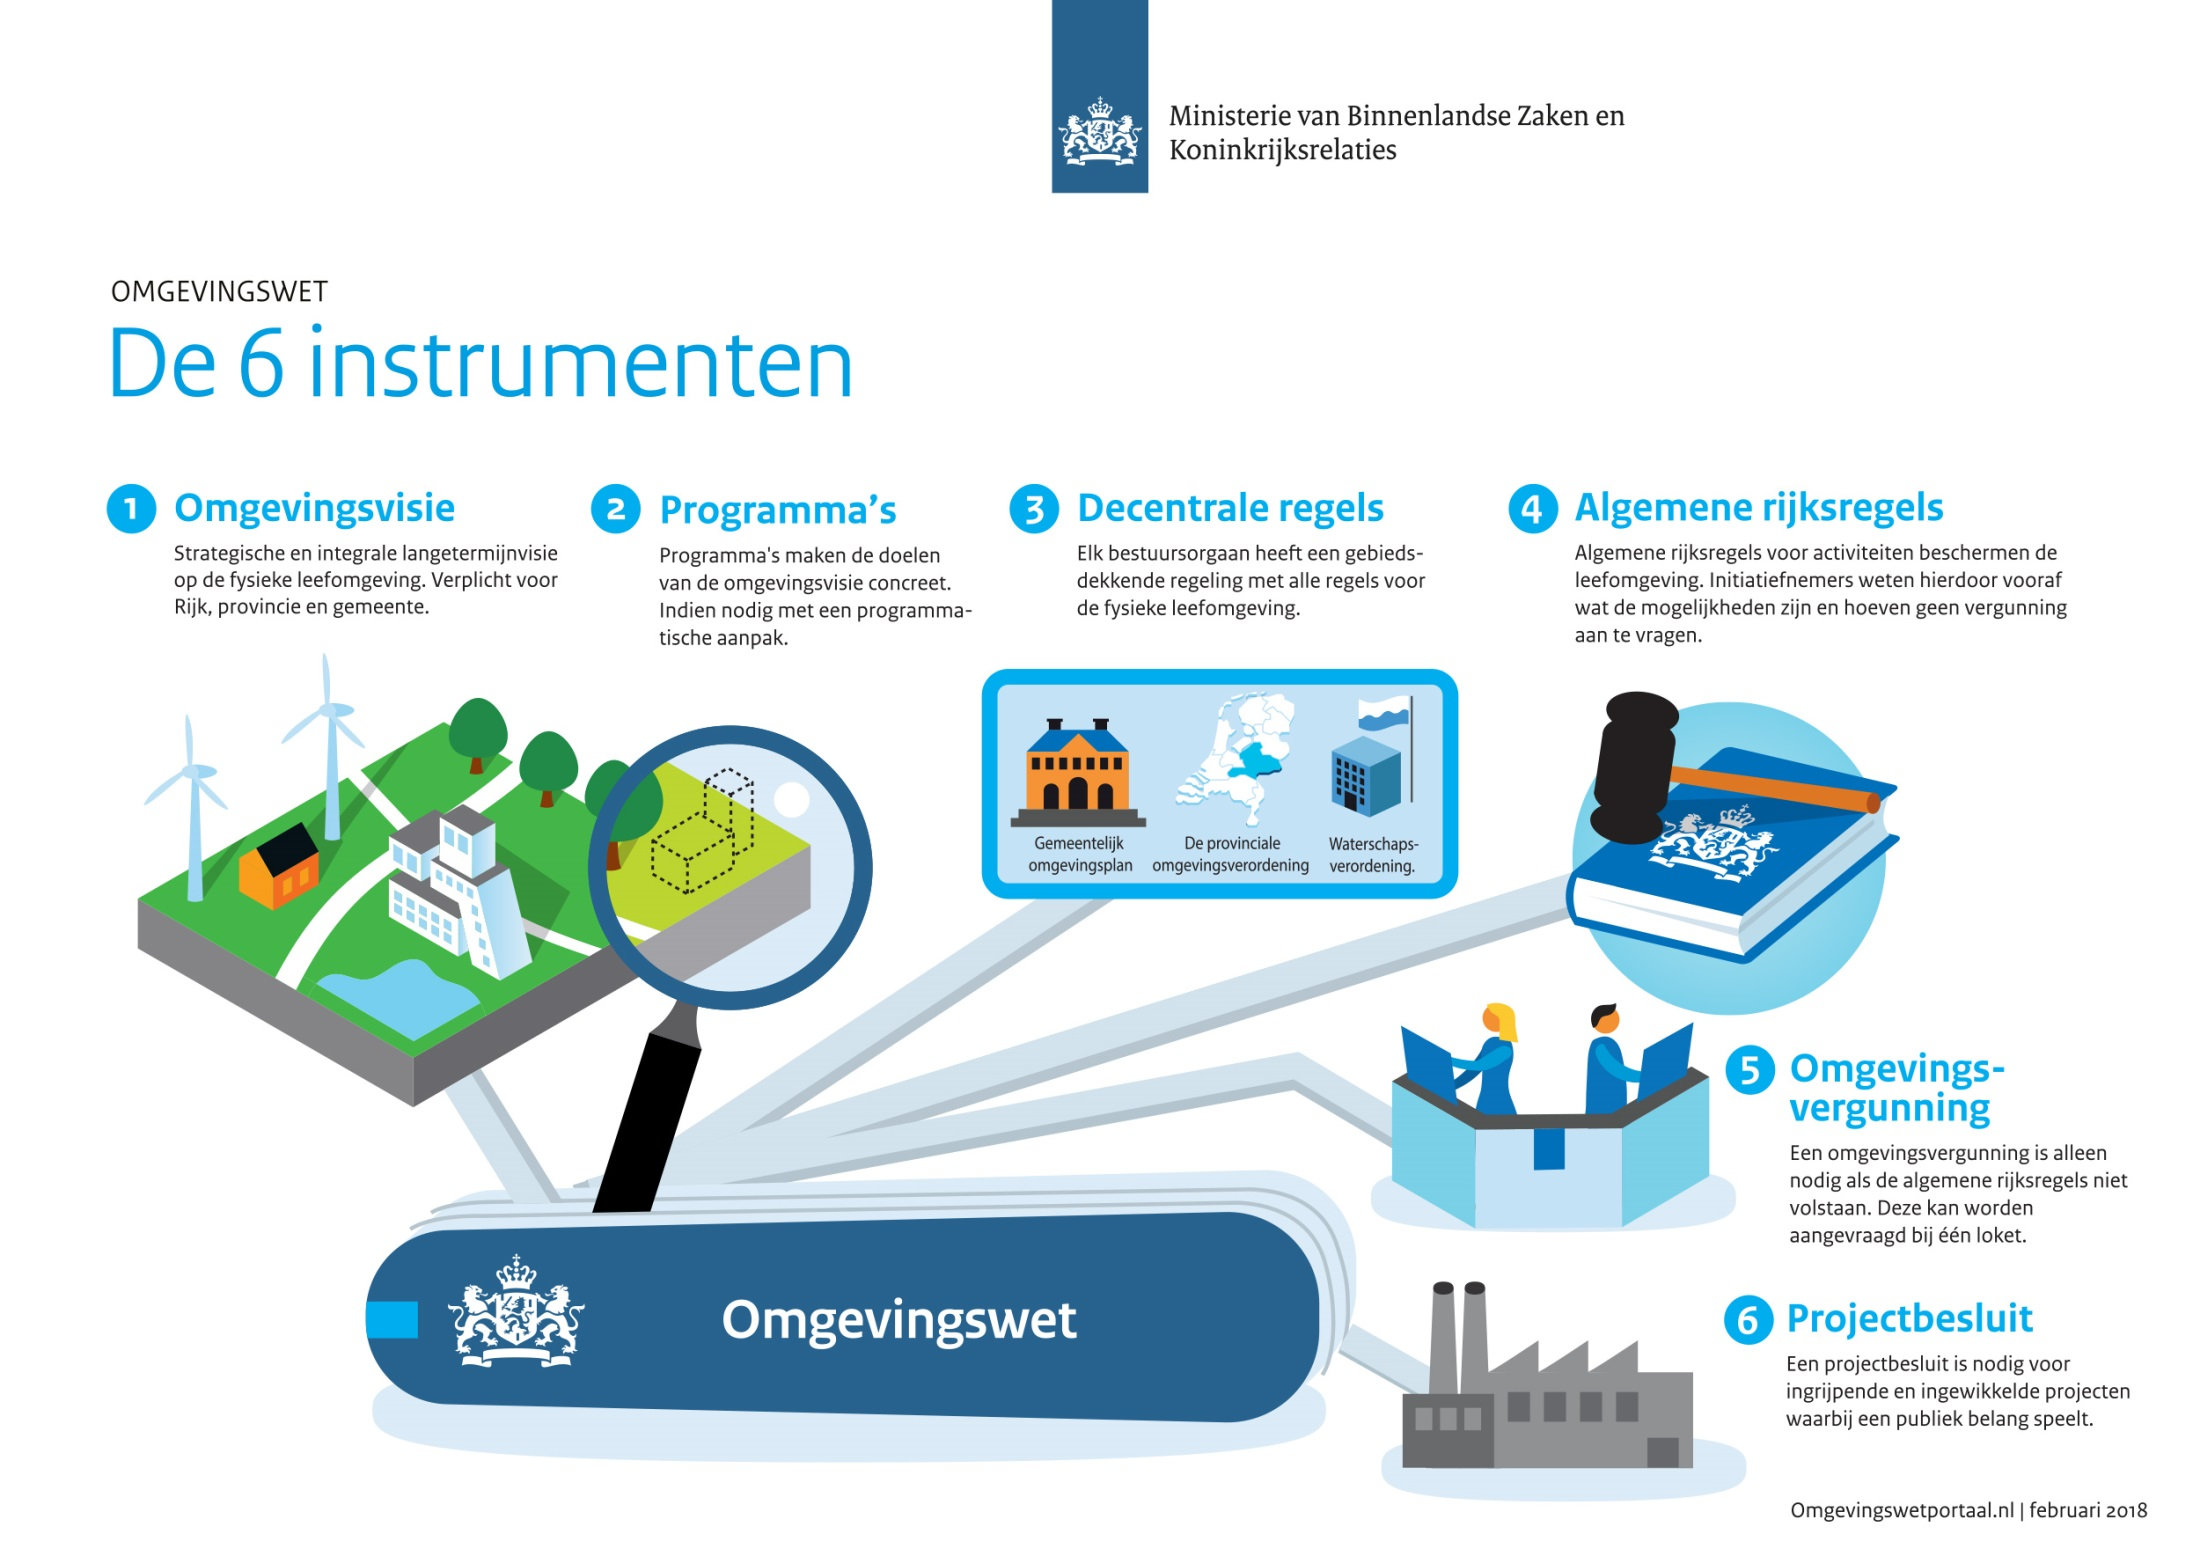 Ministerie van Binnenlandse Zaken en
Koninkrijksrelaties
OMGEVINGSWET
De 6 instrumenten
1 Omgevingsvisie
Strategische en integrale langetermijnvisie
op de fysieke leefomgeving. Verplicht voor
Rijk, provincie en gemeente.
2 Programma’s
Programma's maken de doelen
van de omgevingsvisie concreet.
Indien nodig met een programma-
tische aanpak.
3 Decentrale regels
Elk bestuursorgaan heeft een gebieds-
dekkende regeling met alle regels voor
de fysieke leefomgeving.
Gemeentelijk
omgevingsplan
De provinciale
omgevingsverordening
Waterschaps-
verordening.
4 Algemene rijksregels
Algemene rijksregels voor activiteiten beschermen de
leefomgeving. Initiatiefnemers weten hierdoor vooraf
wat de mogelijkheden zijn en hoeven geen vergunning
aan te vragen.
5 Omgevings-
vergunning
Een omgevingsvergunning is alleen
nodig als de algemene rijksregels niet
volstaan. Deze kan worden
aangevraagd bij één loket.
6 Projectbesluit
Een projectbesluit is nodig voor
ingrijpende en ingewikkelde projecten
waarbij een publiek belang speelt.
Omgevingswet
Omgevingswetportaal.nl | februari 2018